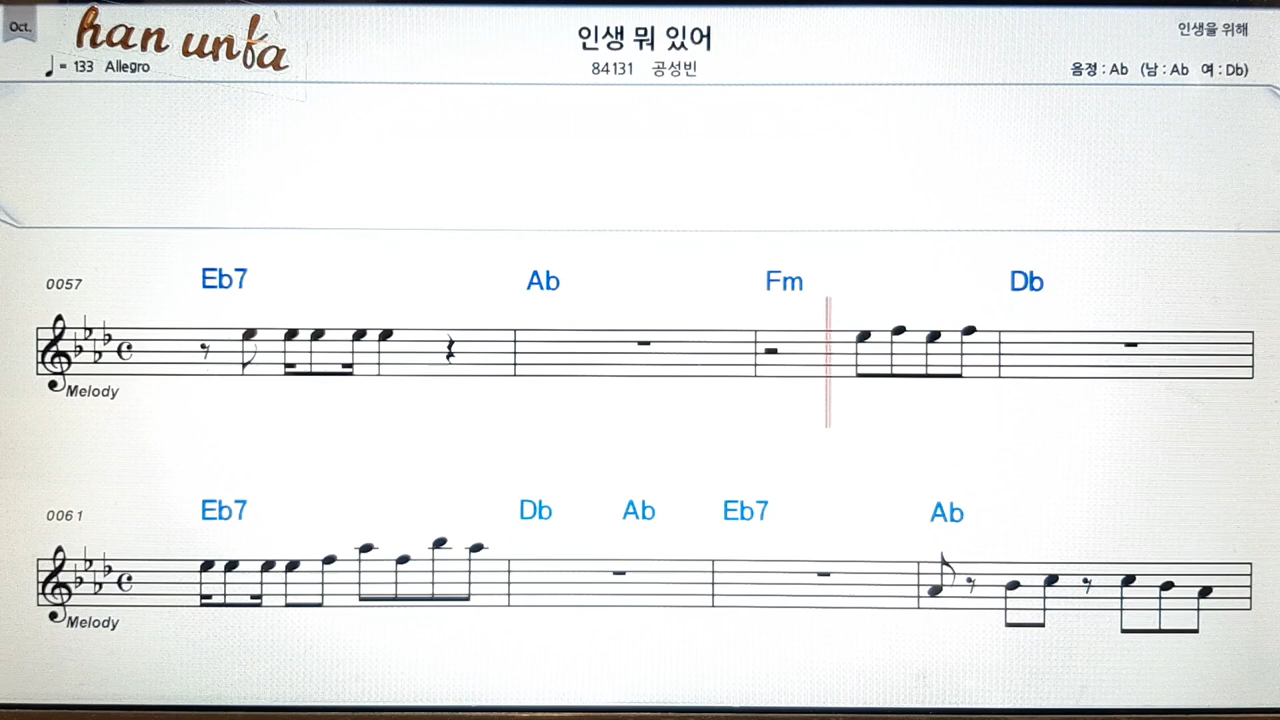 Oct.
han unfa
인생 뭐 있어
인생을 위해
= 133 Allegro
84131 공성빈
음정 : Ab (남 : Ab 여 : Db)
0057
Eb7 Ab Fm Db
Melody
0061
Eb7 Db Ab Eb7 Ab
Melody